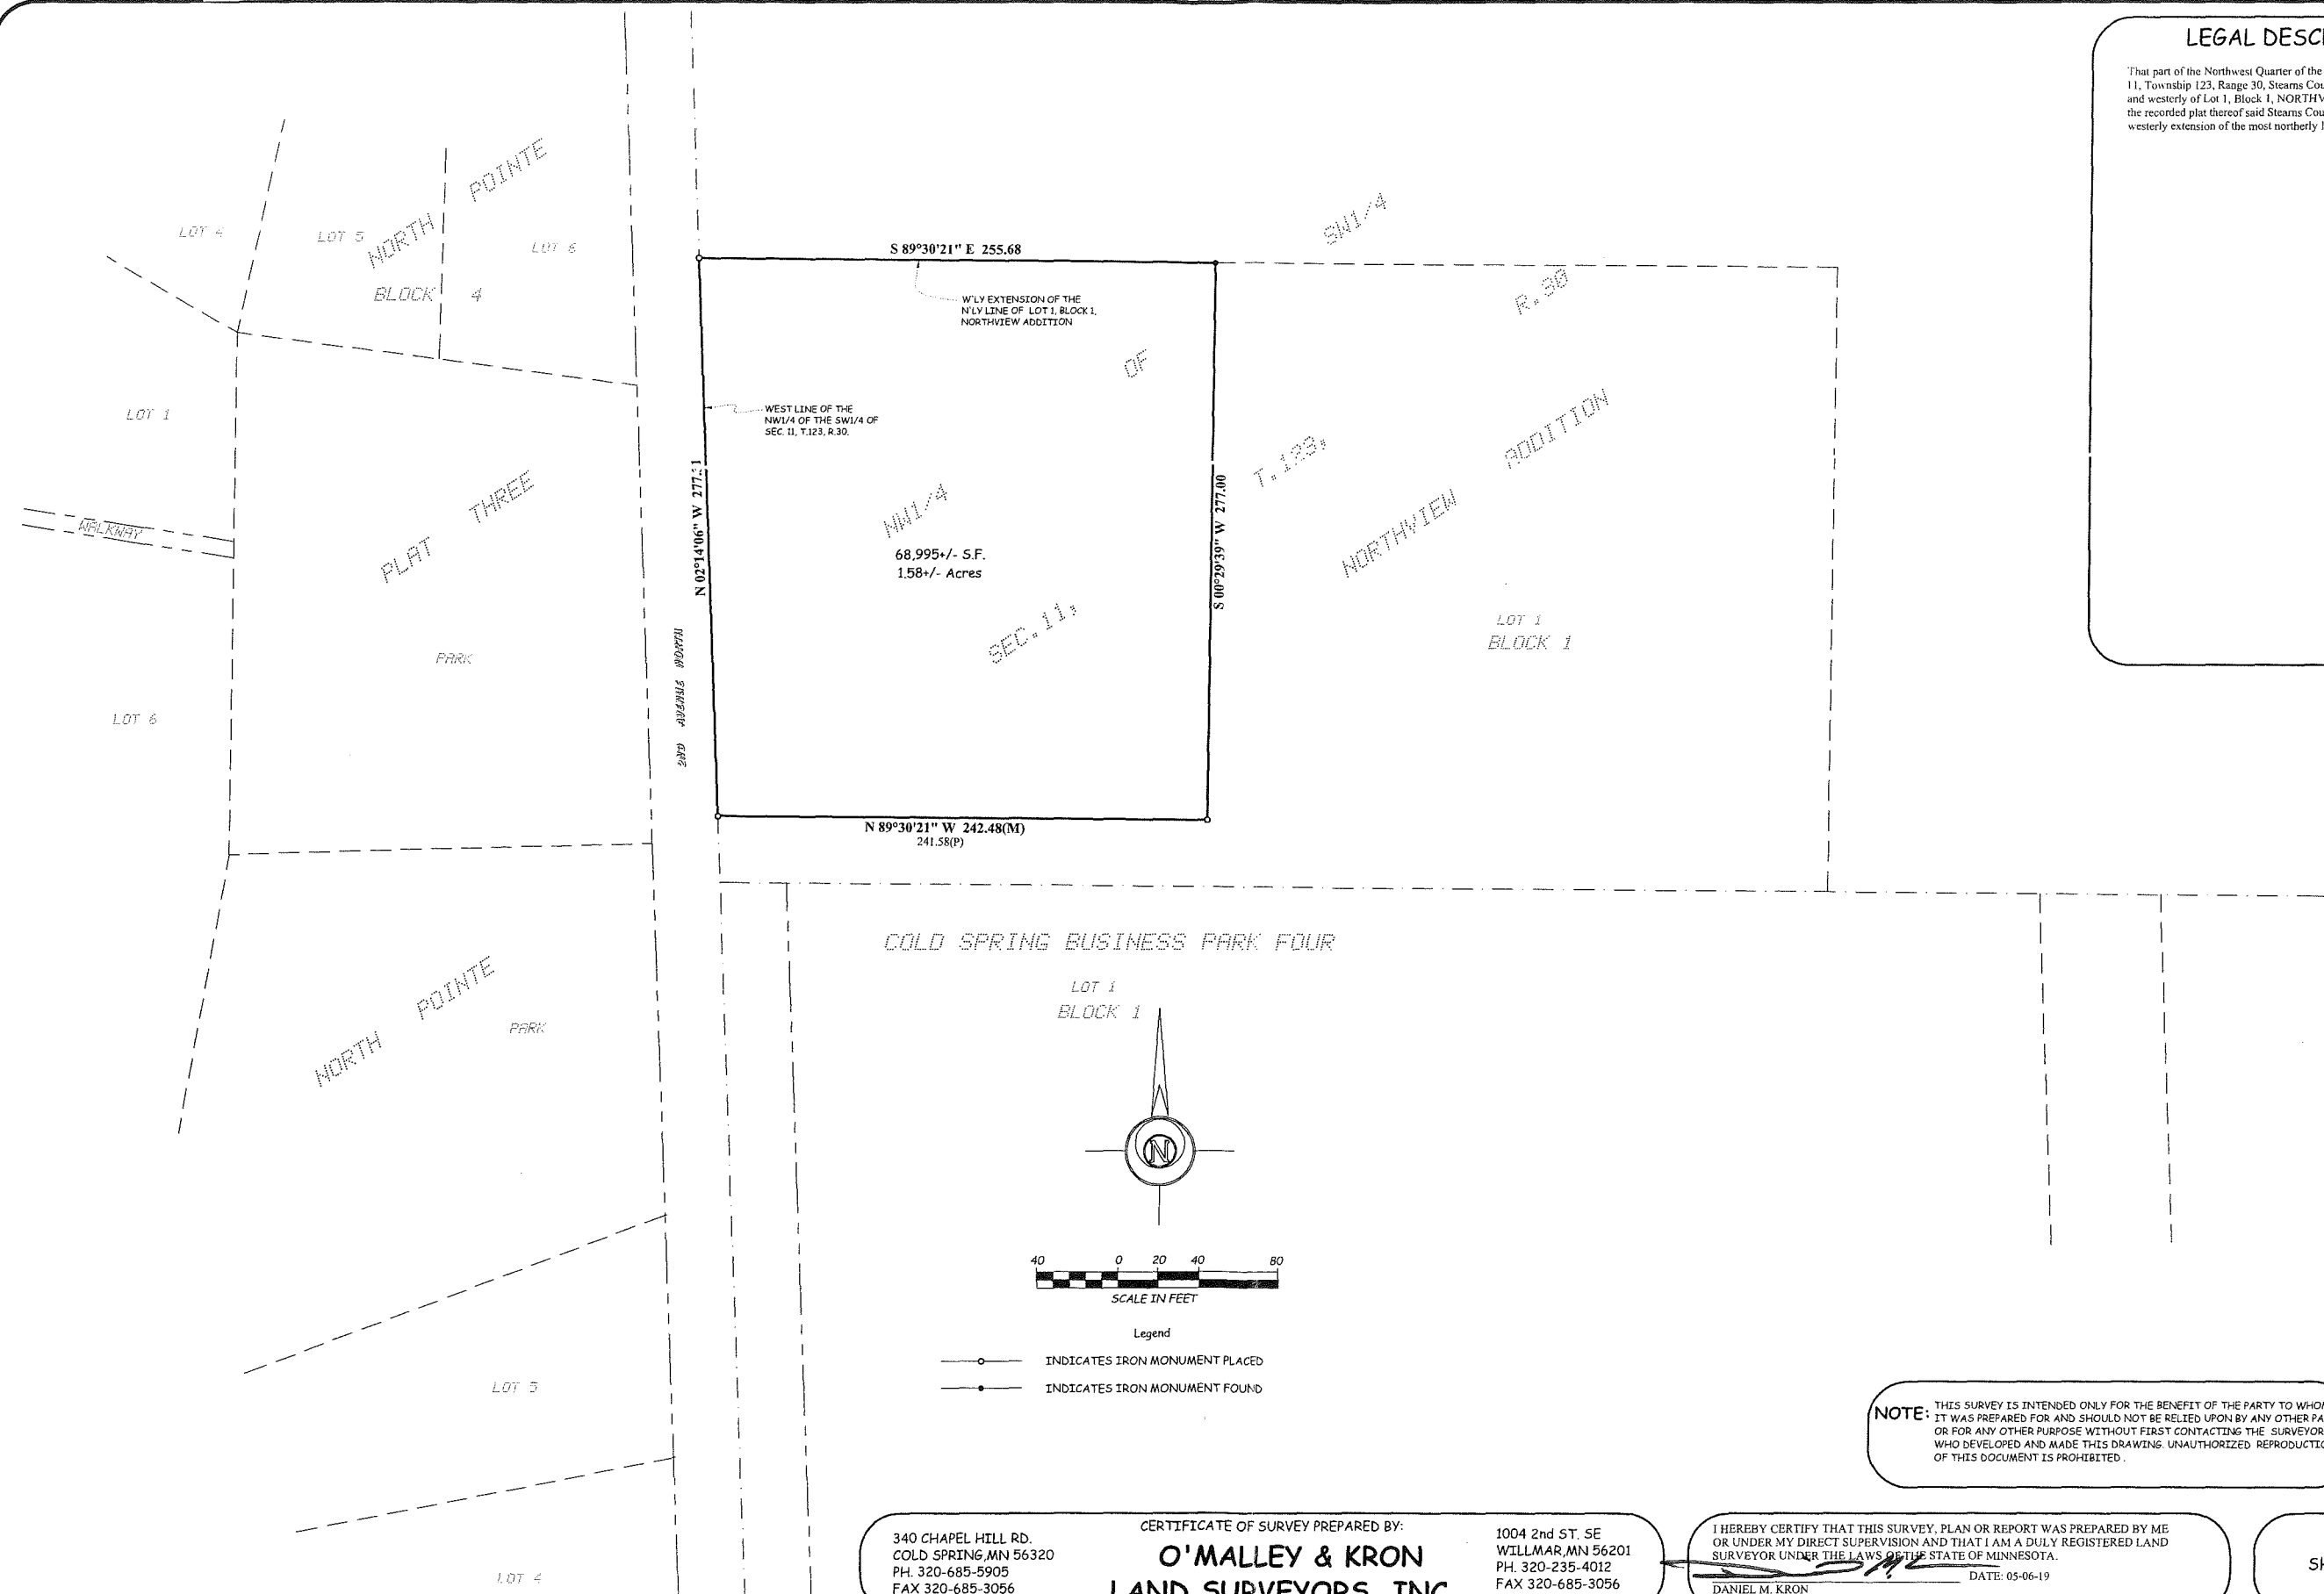 LEGAL DESC
That part of the Northwest Quarter of the
11, Township 123, Range 30, Stearns Cou
and westerly of Lot 1, Block 1, NORTHV
the recorded plat thereof said Stearns Cou
westerly extension of the most northerly
NORTH POINTE
LOT 4
LOT 5
LOT 6
BLOCK 4
SW1/4
R.30
S 89°30'21" E 255.68
W'LY EXTENSION OF THE
N'LY LINE OF LOT 1, BLOCK 1,
NORTHVIEW ADDITION
OF
LOT 1
WEST LINE OF THE
NW1/4 OF THE SW1/4 OF
SEC. 11, T.123, R.30.
T.123,
NORTHVIEW ADDITION
PLAT THREE
WALKWAY
N 02°14'06" W
NW1/4
68,995+/- S.F.
1.58+/- Acres
S 00°29'39" W 277.00
SEC.11,
LOT 1
BLOCK 1
PARK
LOT 6
2ND AVENUE NORTH
N 89°30'21" W 242.48(M)
241.58(P)
COLD SPRING BUSINESS PARK FOUR
LOT 1
BLOCK 1
NORTH POINTE
PARK
N
40 0 20 40 80
SCALE IN FEET
Legend
INDICATES IRON MONUMENT PLACED
INDICATES IRON MONUMENT FOUND
LOT 5
LOT 4
NOTE: THIS SURVEY IS INTENDED ONLY FOR THE BENEFIT OF THE PARTY TO WHOM
IT WAS PREPARED FOR AND SHOULD NOT BE RELIED UPON BY ANY OTHER PA
OR FOR ANY OTHER PURPOSE WITHOUT FIRST CONTACTING THE SURVEYOR
WHO DEVELOPED AND MADE THIS DRAWING. UNAUTHORIZED REPRODUCTIO
OF THIS DOCUMENT IS PROHIBITED.
340 CHAPEL HILL RD.
COLD SPRING,MN 56320
PH. 320-685-5905
FAX 320-685-3056
CERTIFICATE OF SURVEY PREPARED BY:
O'MALLEY & KRON
LAND SURVEYORS, INC
1004 2nd ST. SE
WILLMAR,MN 56201
PH. 320-235-4012
FAX 320-685-3056
I HEREBY CERTIFY THAT THIS SURVEY, PLAN OR REPORT WAS PREPARED BY ME
OR UNDER MY DIRECT SUPERVISION AND THAT I AM A DULY REGISTERED LAND
SURVEYOR UNDER THE LAWS OF THE STATE OF MINNESOTA.
DATE: 05-06-19
DANIEL M. KRON